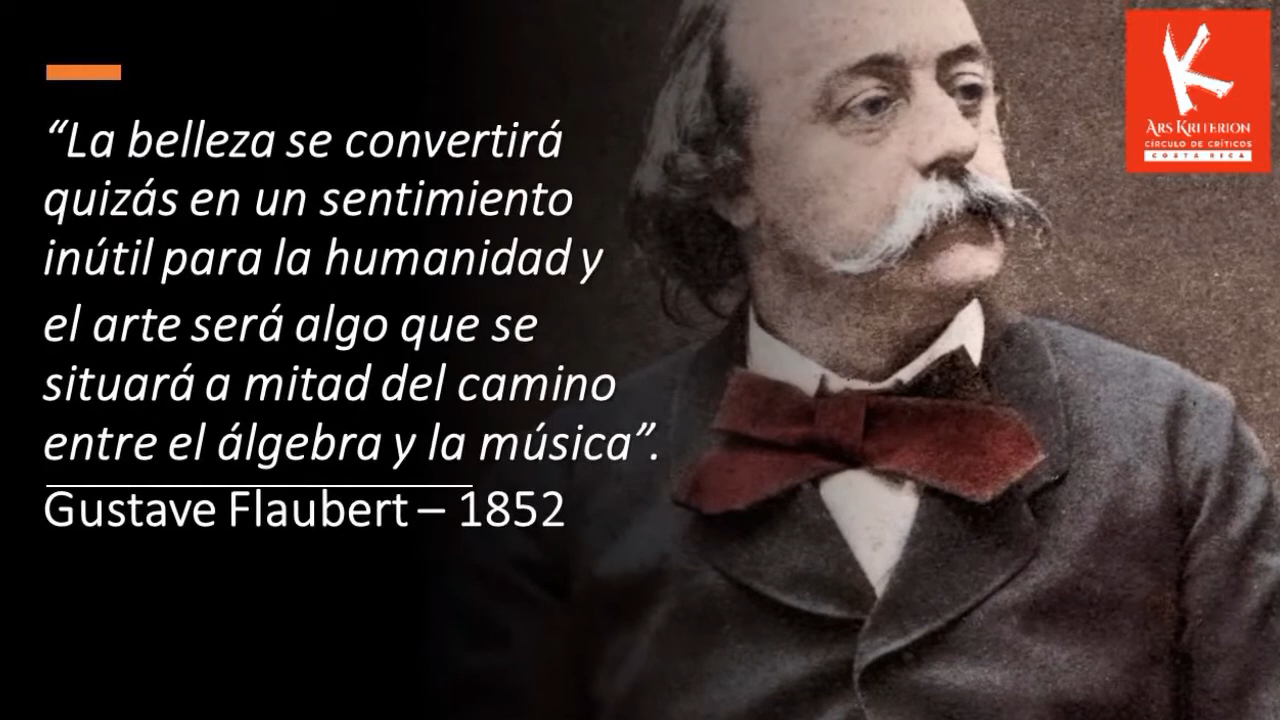 “La belleza se convertirá
quizás en un sentimiento
inútil para la humanidad y
el arte será algo que se
situará a mitad del camino
entre el álgebra y la música”.
Gustave Flaubert – 1852
K
ARS KRITERION
CÍRCULO DE CRÍTICOS
COSTA RICA